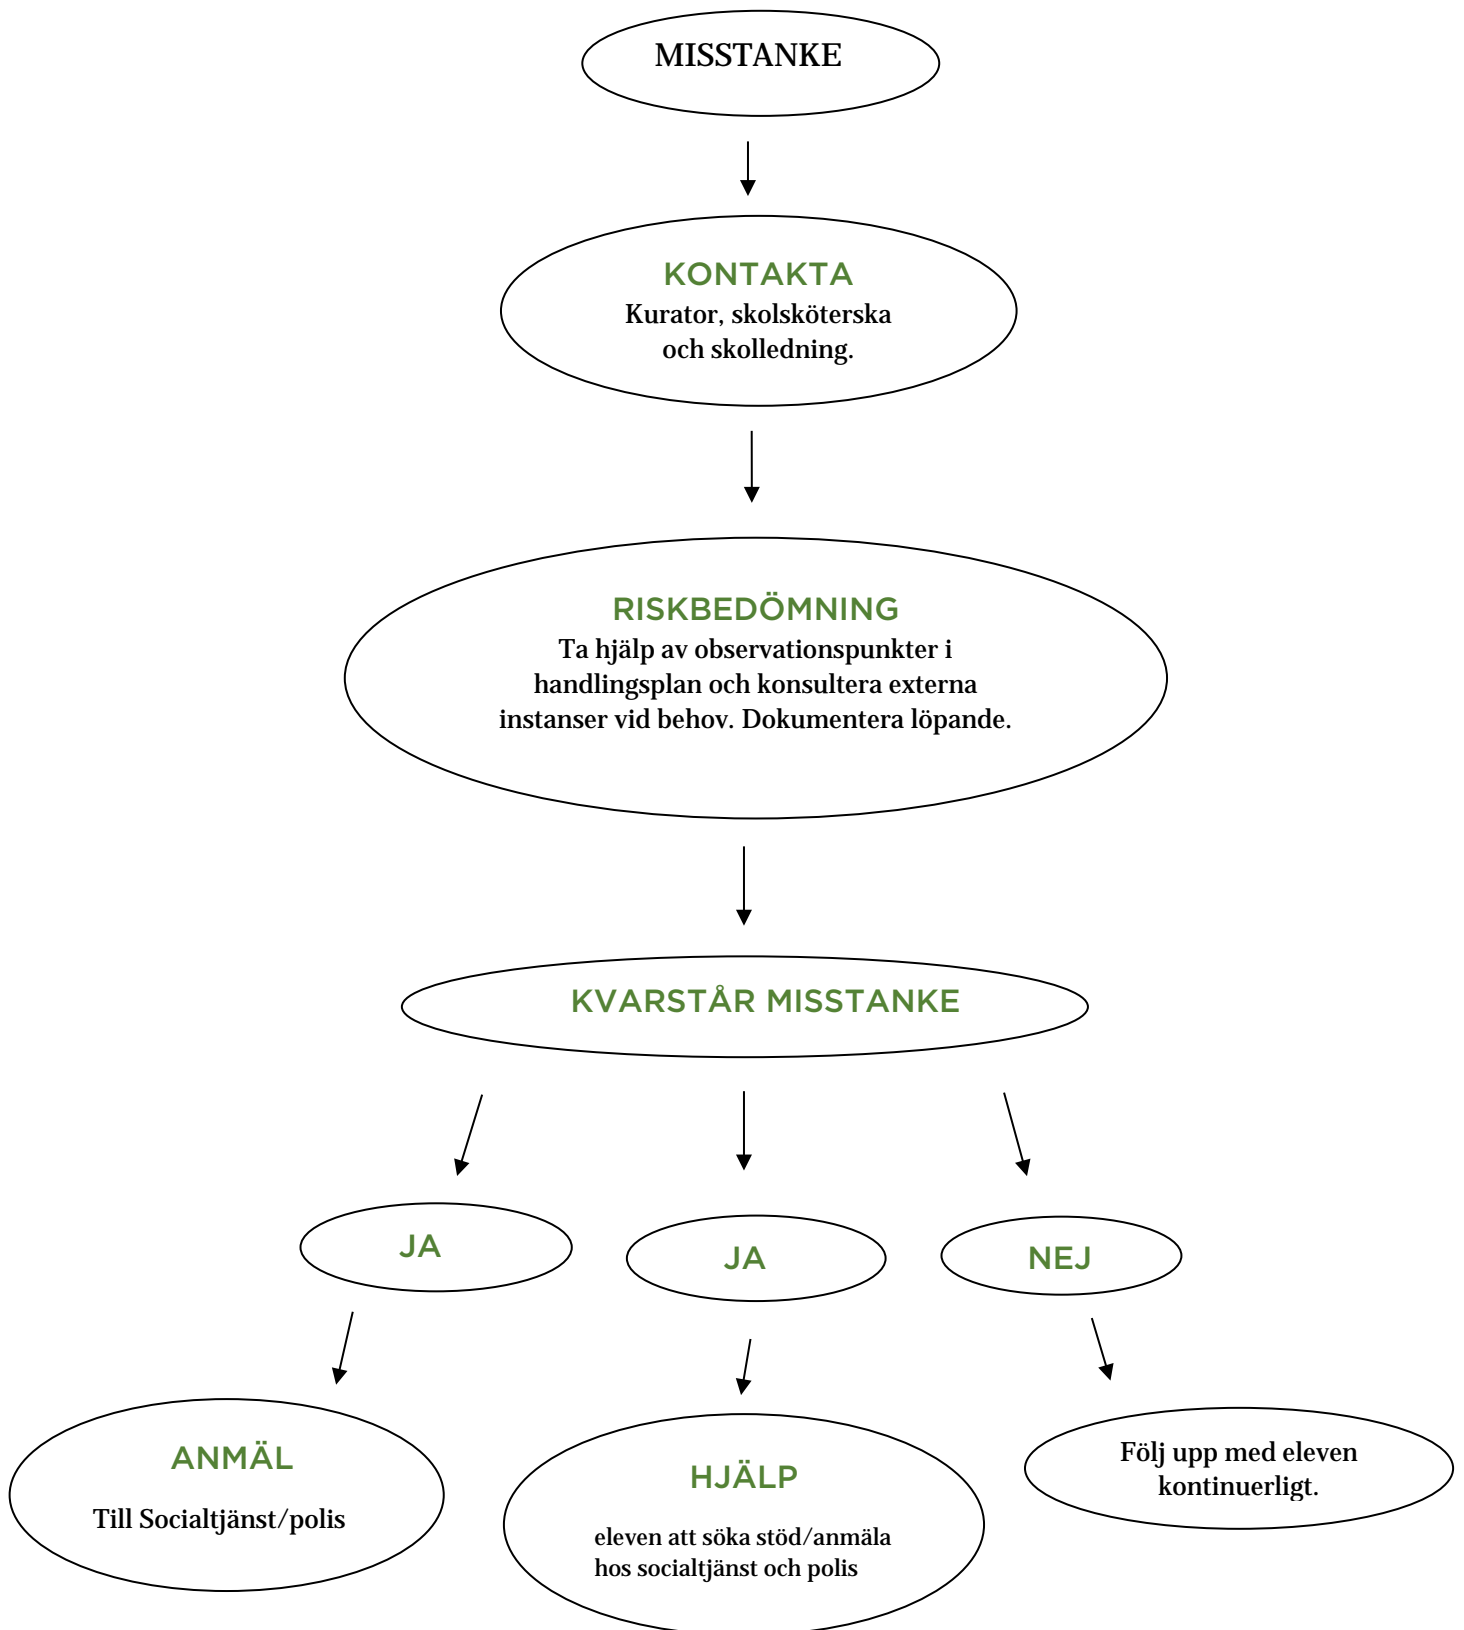 MISSTANKE
KONTAKTA
Kurator, skolsköterska
och skolledning.
RISKBEDÖMNING
Ta hjälp av observationspunkter i
handlingsplan och konsultera externa
instanser vid behov. Dokumentera löpande.
KVARSTÅR MISSTANKE
JA
JA
NEJ
ANMÄL
Till Socialtjänst/polis
HJÄLP
eleven att söka stöd/anmäla
hos socialtjänst och polis
Följ upp med eleven
kontinuerligt.